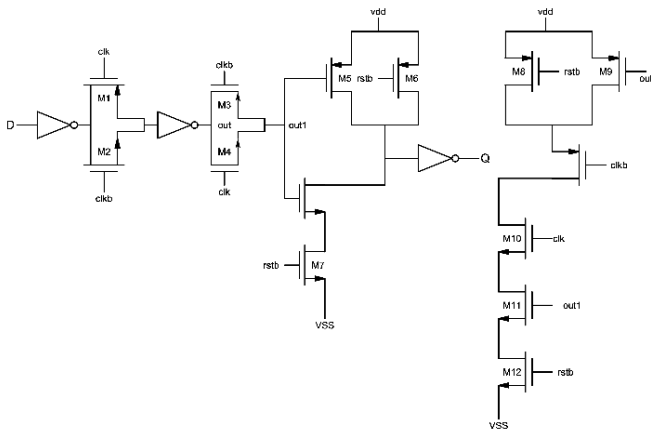 vdd
vdd
clk
clkb
M5
rstb
M6
M8
rstb
M9
out
M1
M3
D
out
out1
M2
M4
Q
clkb
clkb
clk
M10
clk
rstb
M7
M11
out1
VSS
M12
rstb
VSS